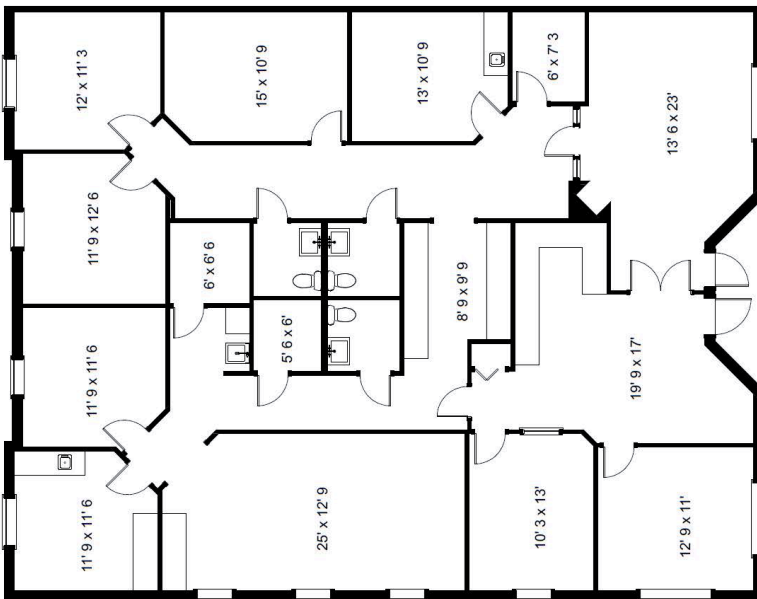 12' x 11' 3
15' x 10' 9
13' x 10' 9
6' x 7' 3
13' 6 x 23'
11' 9 x 12' 6
6' x 6' 6
8' 9 x 9' 9
5' 6 x 6'
11' 9 x 11' 6
19' 9 x 17'
11' 9 x 11' 6
25' x 12' 9
10' 3 x 13'
12' 9 x 11'